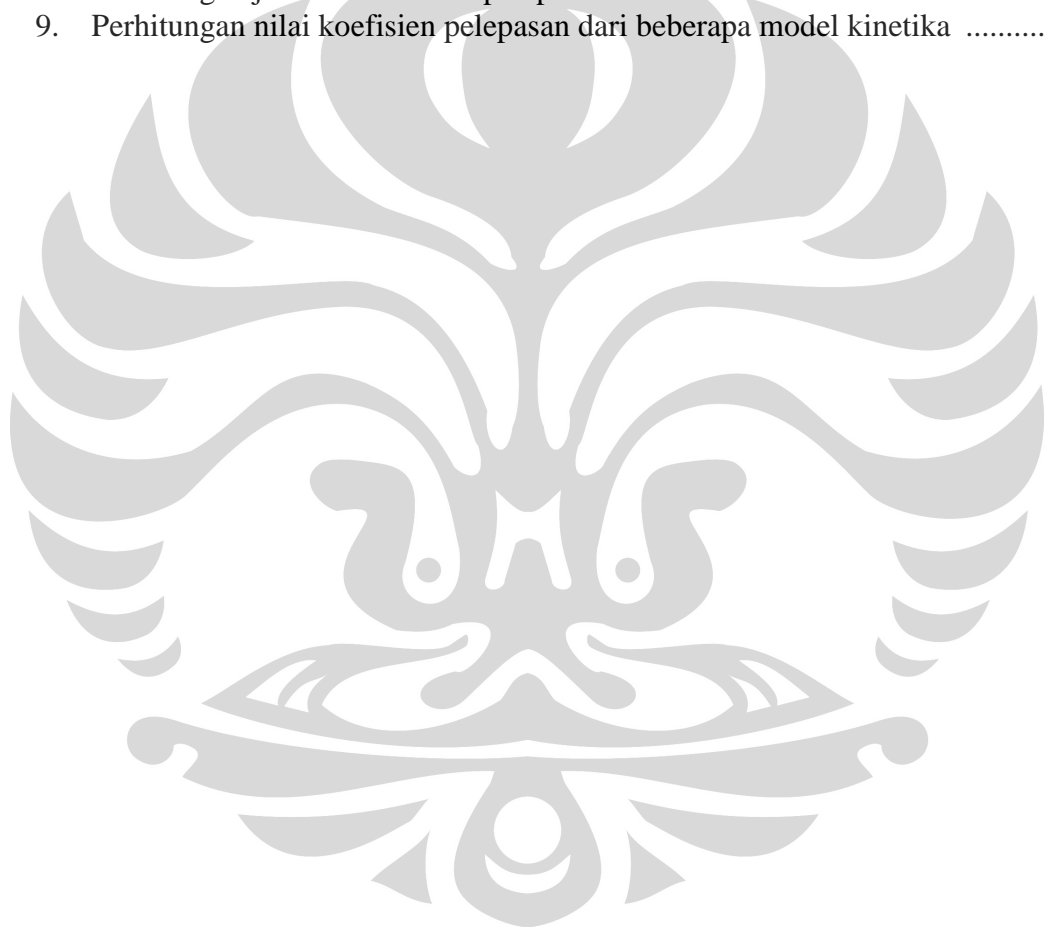 9. Perhitungan nilai koefisien pelepasan dari beberapa model kinetika ..........